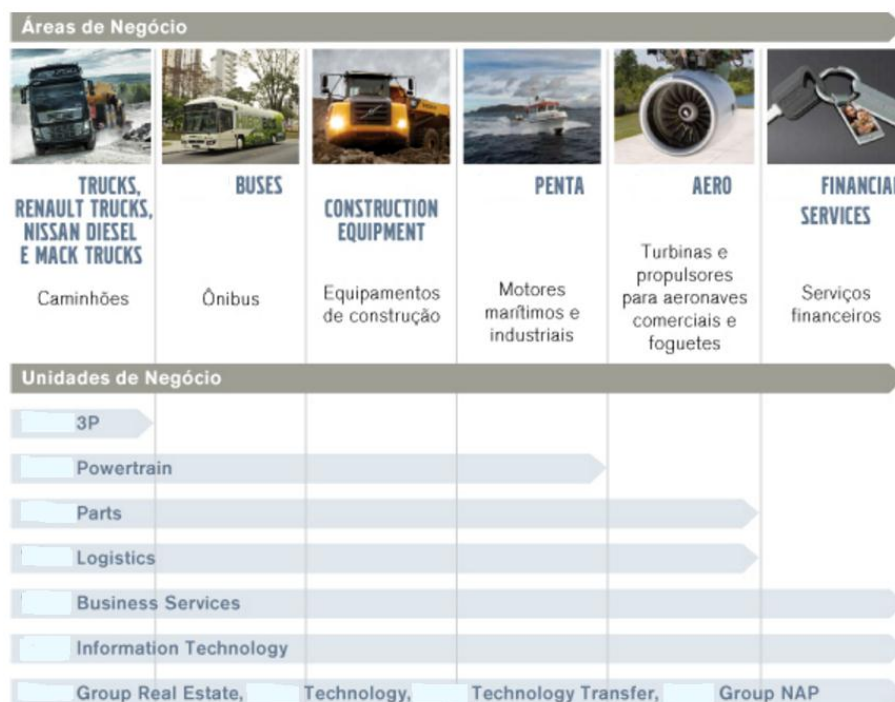 Áreas de Negócio
TRUCKS,
RENAULT TRUCKS,
NISSAN DIESEL
E MACK TRUCKS
Caminhões
BUSES
Ônibus
CONSTRUCTION
EQUIPMENT
Equipamentos
de construção
PENTA
Motores
marítimos e
industriais
AERO
Turbinas e
propulsores
para aeronaves
comerciais e
foguetes
FINANCIAL
SERVICES
Serviços
financeiros
Unidades de Negócio
3P
Powertrain
Parts
Logistics
Business Services
Information Technology
Group Real Estate, Technology, Technology Transfer, Group NAP